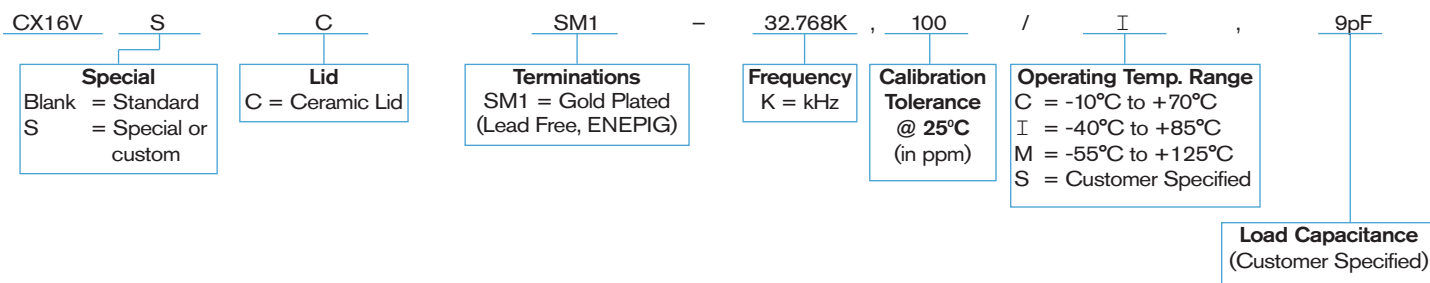 CX16V S C SM1 – 32.768K , 100 / I , 9pF
Special
Blank = Standard
S = Special or
custom
Lid
C = Ceramic Lid
Terminations
SM1 = Gold Plated
(Lead Free, ENEPIG)
Frequency
K = kHz
Calibration
Tolerance
@ 25⁰C
(in ppm)
Operating Temp. Range
C = -10°C to +70°C
I = -40°C to +85°C
M = -55°C to +125°C
S = Customer Specified
Load Capacitance
(Customer Specified)